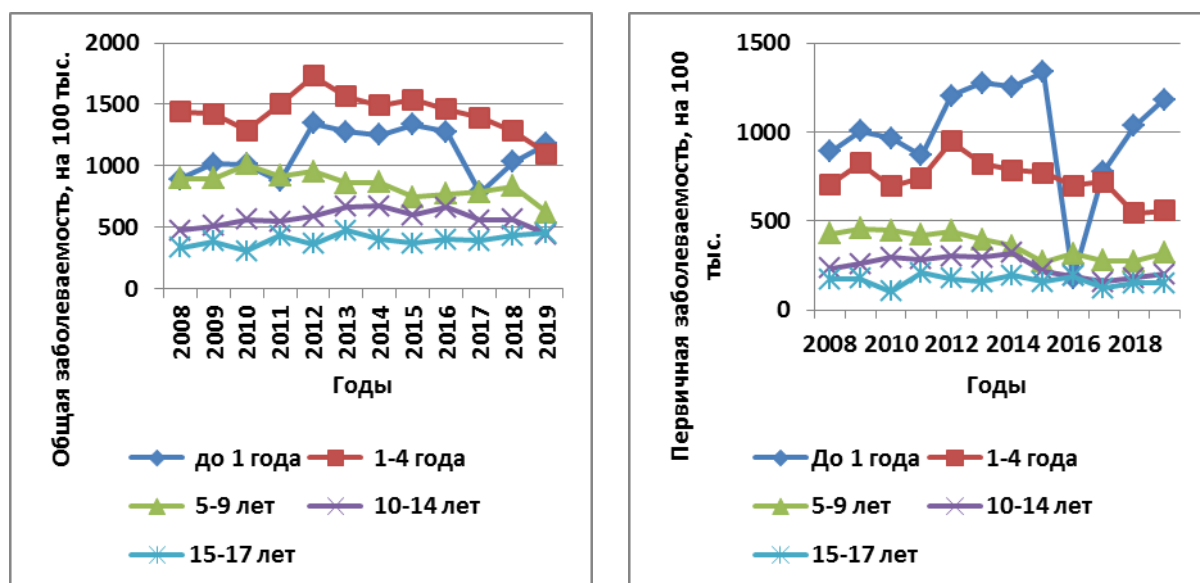 Общая заболеваемость, на 100 тыс.
2000
1500
1000
500
0
2008
2009
2010
2011
2012
2013
2014
2015
2016
2017
2018
2019
Годы
до 1 года
1-4 года
5-9 лет
10-14 лет
15-17 лет
Первичная заболеваемость, на 100
тыс.
1500
1000
500
0
2008 2010 2012 2014 2016 2018
Годы
До 1 года
1-4 года
5-9 лет
10-14 лет
15-17 лет